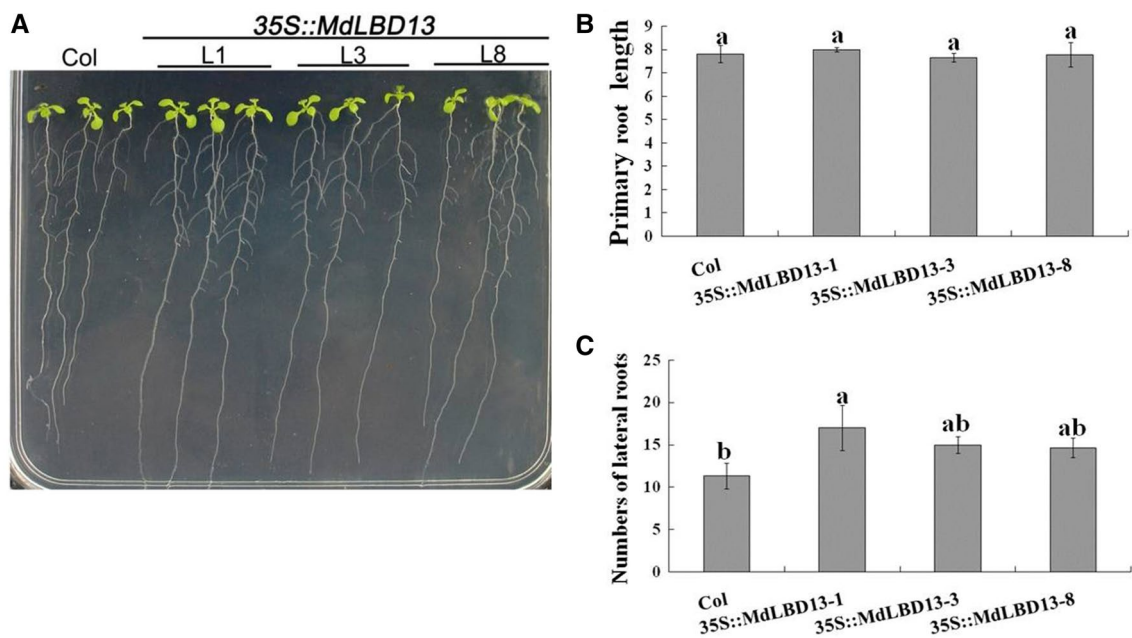 A
35S::MdLBD13
Col L1 L3 L8
B
Primary root length
9
8
7
6
5
4
3
2
1
0
a a a a
Col
35S::MdLBD13-1
35S::MdLBD13-3
35S::MdLBD13-8
C
Numbers of lateral roots
25
20
15
10
5
0
b a ab ab
Col
35S::MdLBD13-1
35S::MdLBD13-3
35S::MdLBD13-8